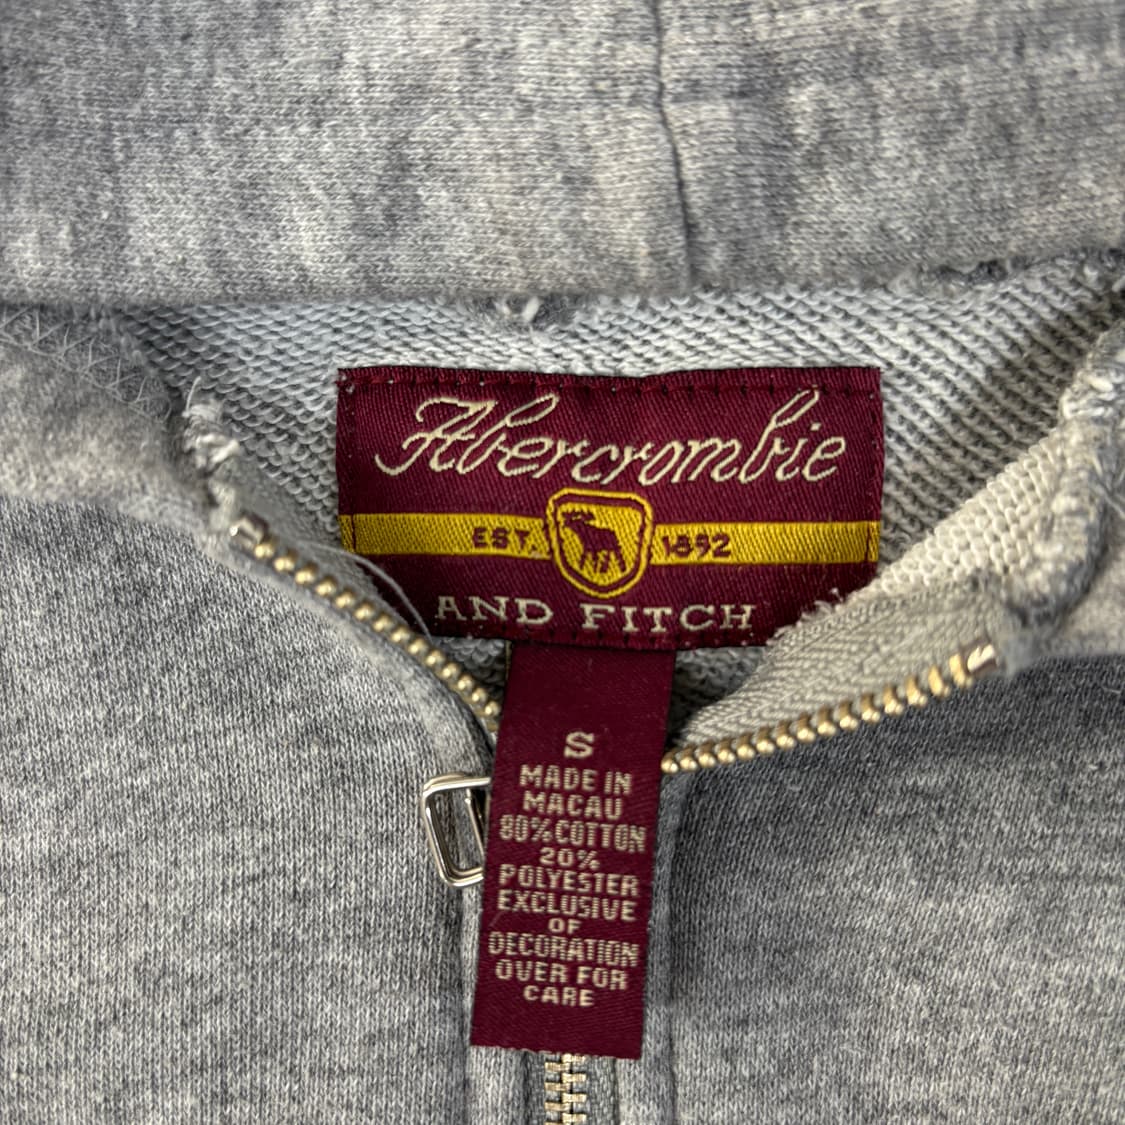 Abercrombie
EST. 1892
AND FITCH
S
MADE IN
MACAU
80% COTTON
20%
POLYESTER
EXCLUSIVE
OF
DECORATION
OVER FOR
CARE